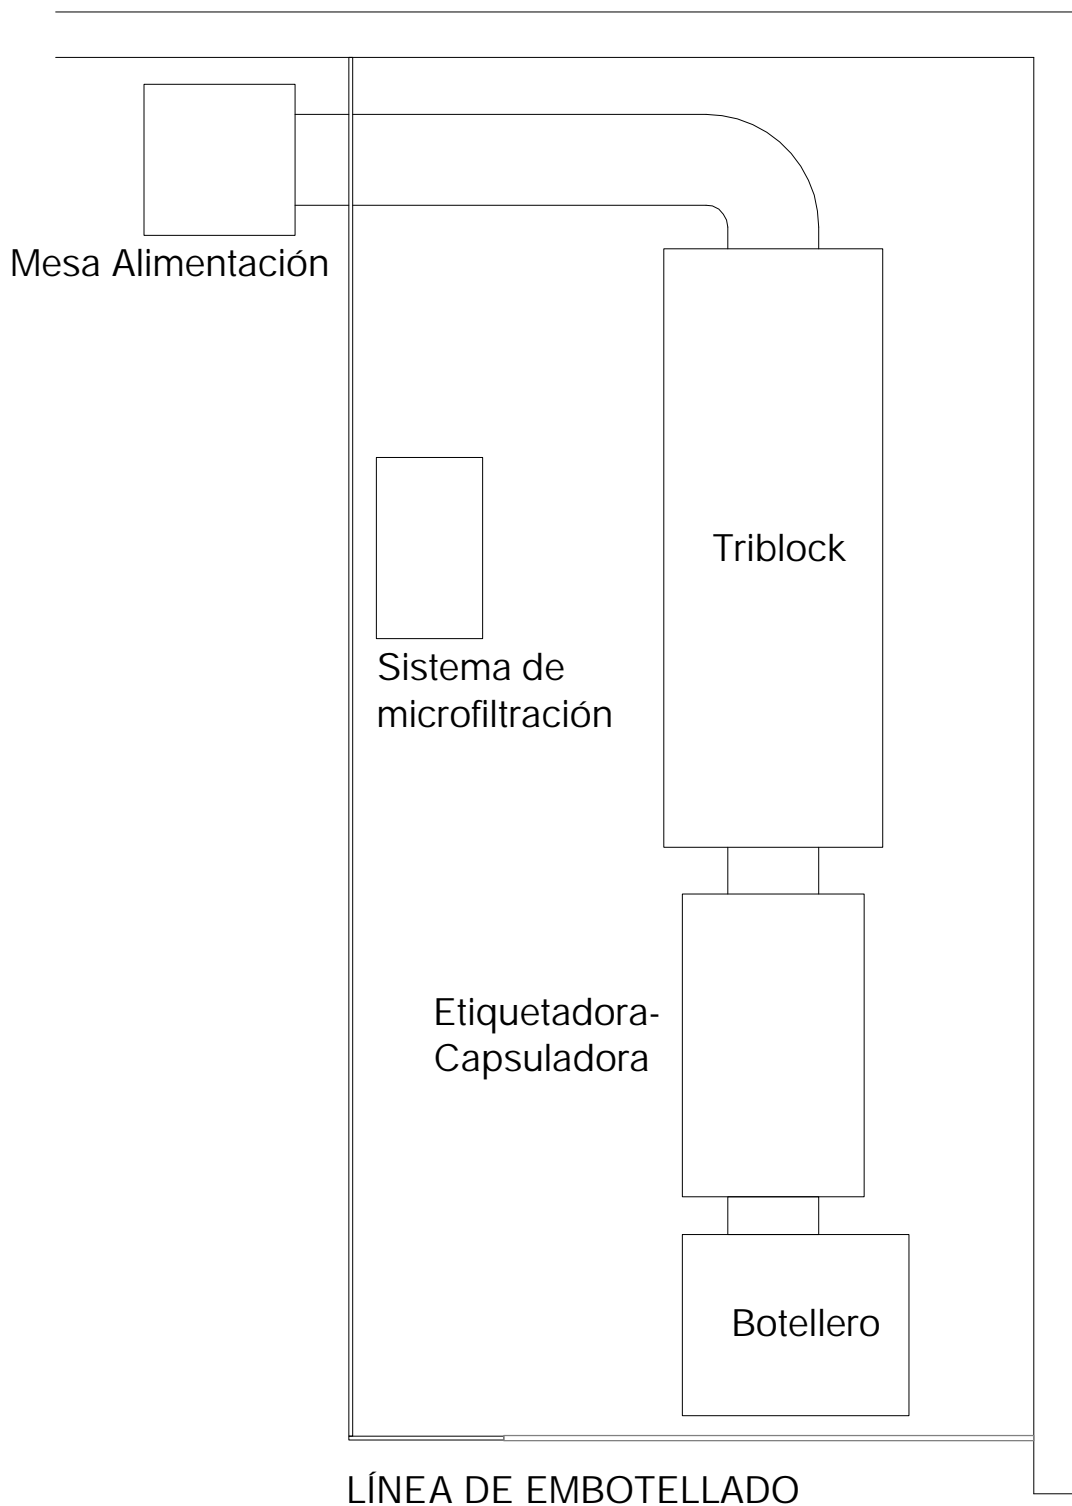 Mesa Alimentación
Triblock
Sistema de
microfiltración
Etiquetadora-
Capsuladora
Botellero
LÍNEA DE EMBOTELLADO